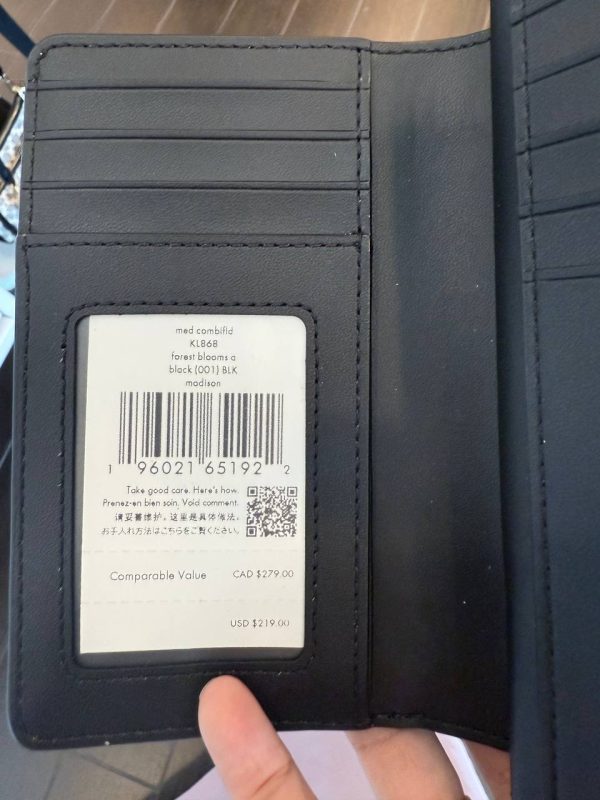 med combifld
KL868
forest blooms a
black (001) BLK
madison
1 96021 65192 2
Take good care. Here's how.
Prenez-en bien soin. Void comment.
请妥善维护。这里是具体做法。
お手入れ方法はこちらをご覧ください。
Comparable Value CAD $279.00
USD $219.00